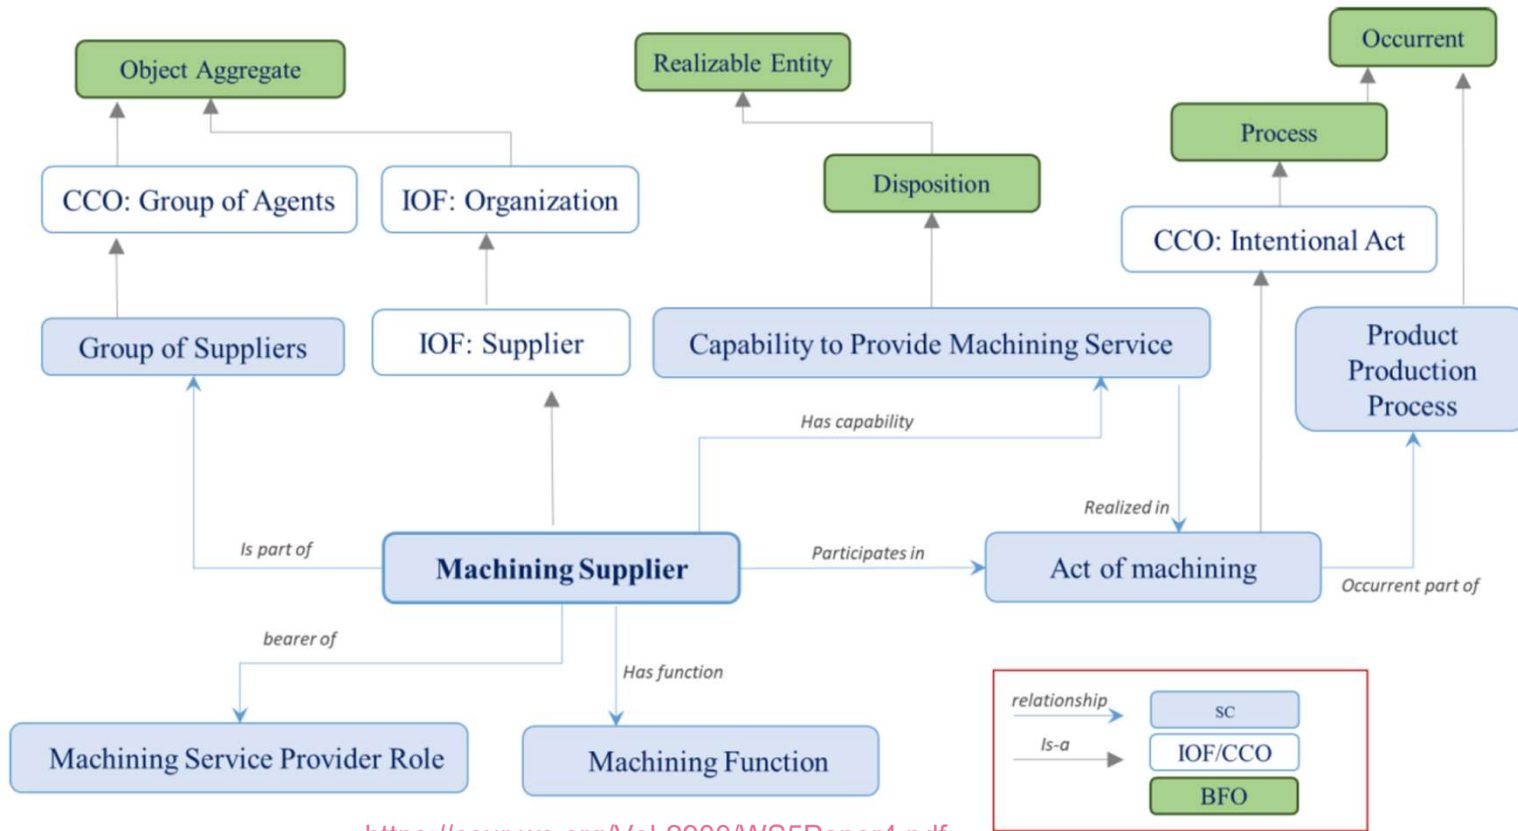 Occurrent
Object Aggregate
Realizable Entity
Process
Disposition
CCO: Group of Agents
IOF: Organization
CCO: Intentional Act
Group of Suppliers
IOF: Supplier
Capability to Provide Machining Service
Product
Production
Process
Has capability
Realized in
Is part of
Machining Supplier
Participates in
Act of machining
Occurrent part of
bearer of
Has function
Machining Service Provider Role
Machining Function
relationship
SC
Is-a
IOF/CCO
BFO